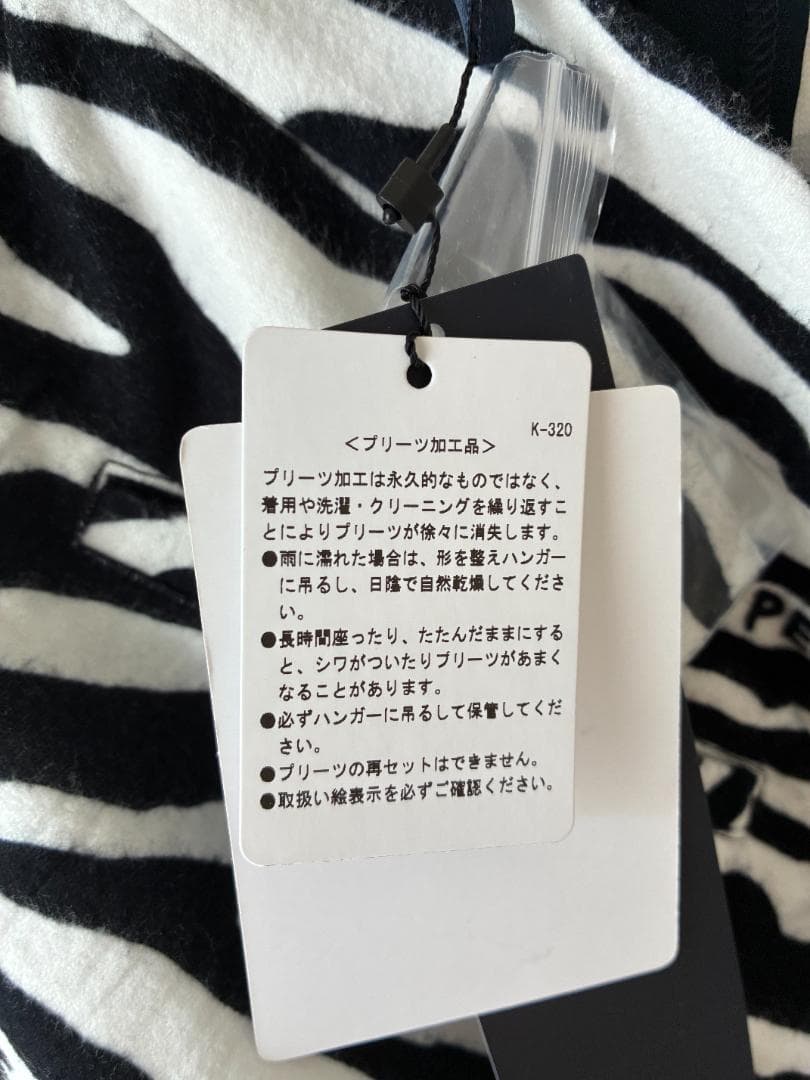 K-320
＜プリーツ加工品＞
プリーツ加工は永久的なものではなく、
着用や洗濯・クリーニングを繰り返すこ
とによりプリーツが徐々に消失します。
●雨に濡れた場合は、形を整えハンガー
に吊るし、日陰で自然乾燥してくださ
い。
●長時間座ったり、たたんだままにする
と、シワがついたりプリーツがあまく
なることがあります。
●必ずハンガーに吊るして保管してくだ
さい。
●プリーツの再セットはできません。
●取扱い絵表示を必ずご確認ください。
PE